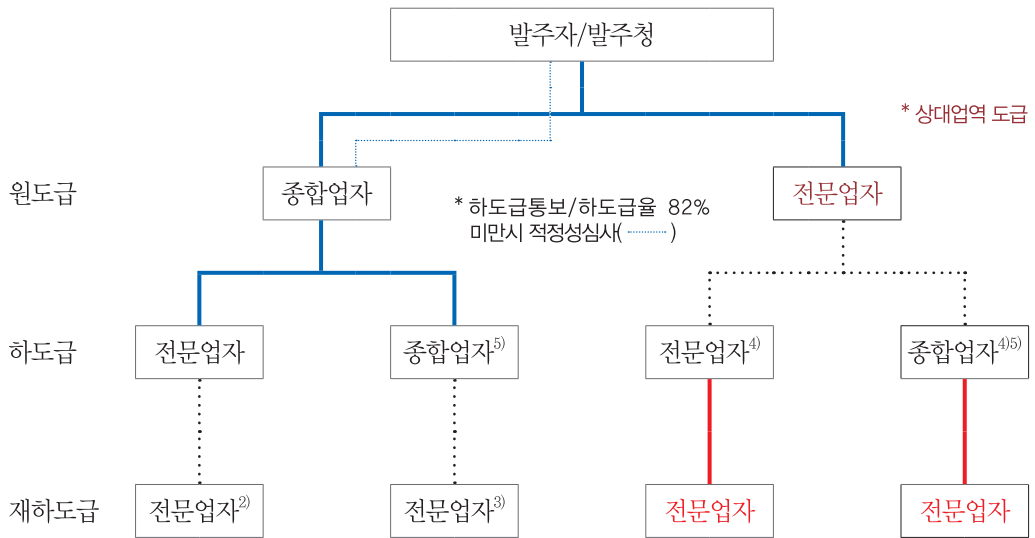 발주자/발주청
* 상대업역 도급
원도급
종합업자
* 하도급통보/하도급율 82%
미만시 적정성심사( ············ )
전문업자
하도급
전문업자
종합업자5)
전문업자4)
종합업자4)5)
재하도급
전문업자2)
전문업자3)
전문업자
전문업자